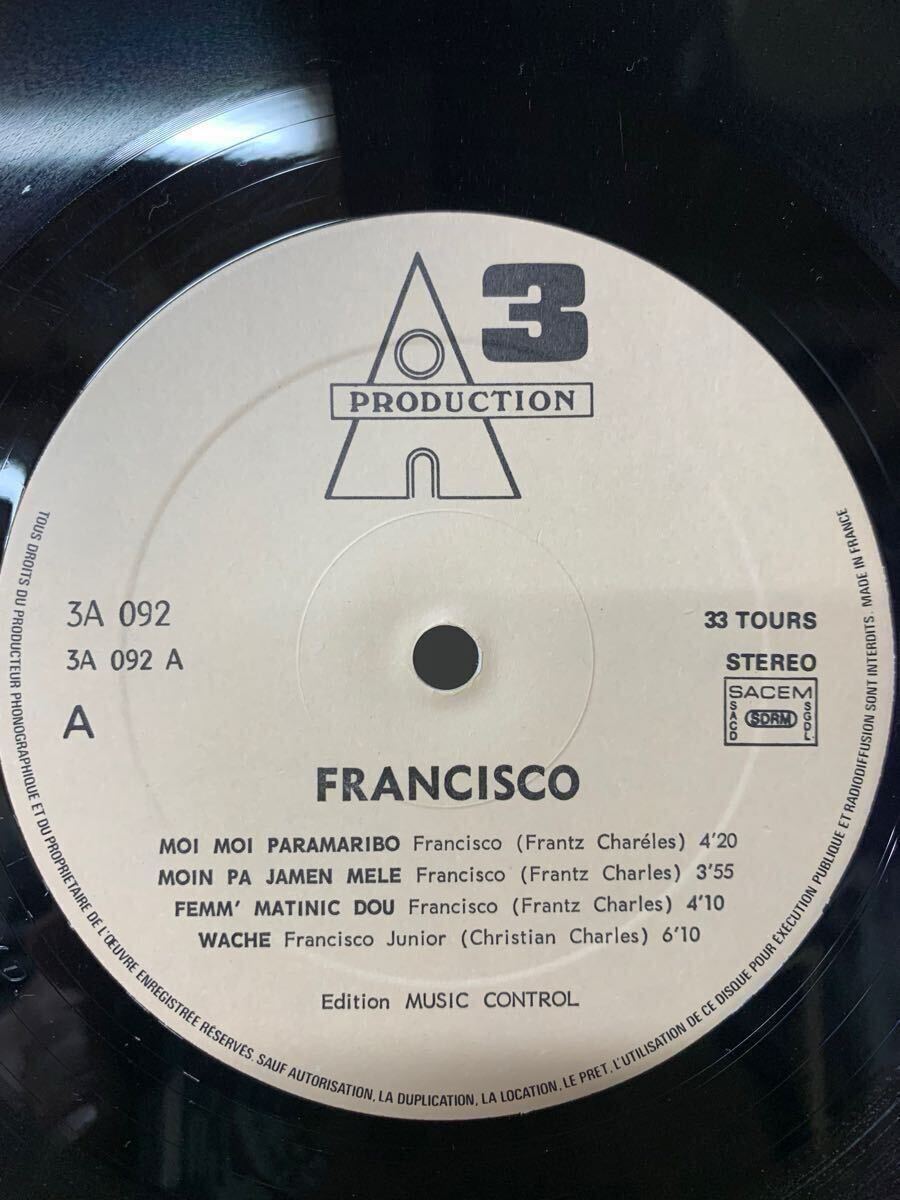 3
PRODUCTION
3A 092
3A 092 A
A
33 TOURS
STEREO
SACEM
SACD
SDRM
SGDL
FRANCISCO
MOI MOI PARAMARIBO Francisco (Frantz Charéles) 4'20
MOIN PA JAMEN MELE Francisco (Frantz Charles) 3'55
FEMM' MATINIC DOU Francisco (Frantz Charles) 4'10
WACHE Francisco Junior (Christian Charles) 6'10
Edition MUSIC CONTROL
TOUS DROITS DU PRODUCTEUR PHONOGRAPHIQUE ET DU PROPRIETAIRE DE L'ŒUVRE ENREGISTRÉE RÉSERVÉS. SAUF AUTORISATION, LA DUPLICATION, LA LOCATION, LE PRET, L'UTILISATION DE CE DISQUE POUR EXÉCUTION PUBLIQUE ET RADIODIFFUSION SONT INTERDITS. MADE IN FRANCE